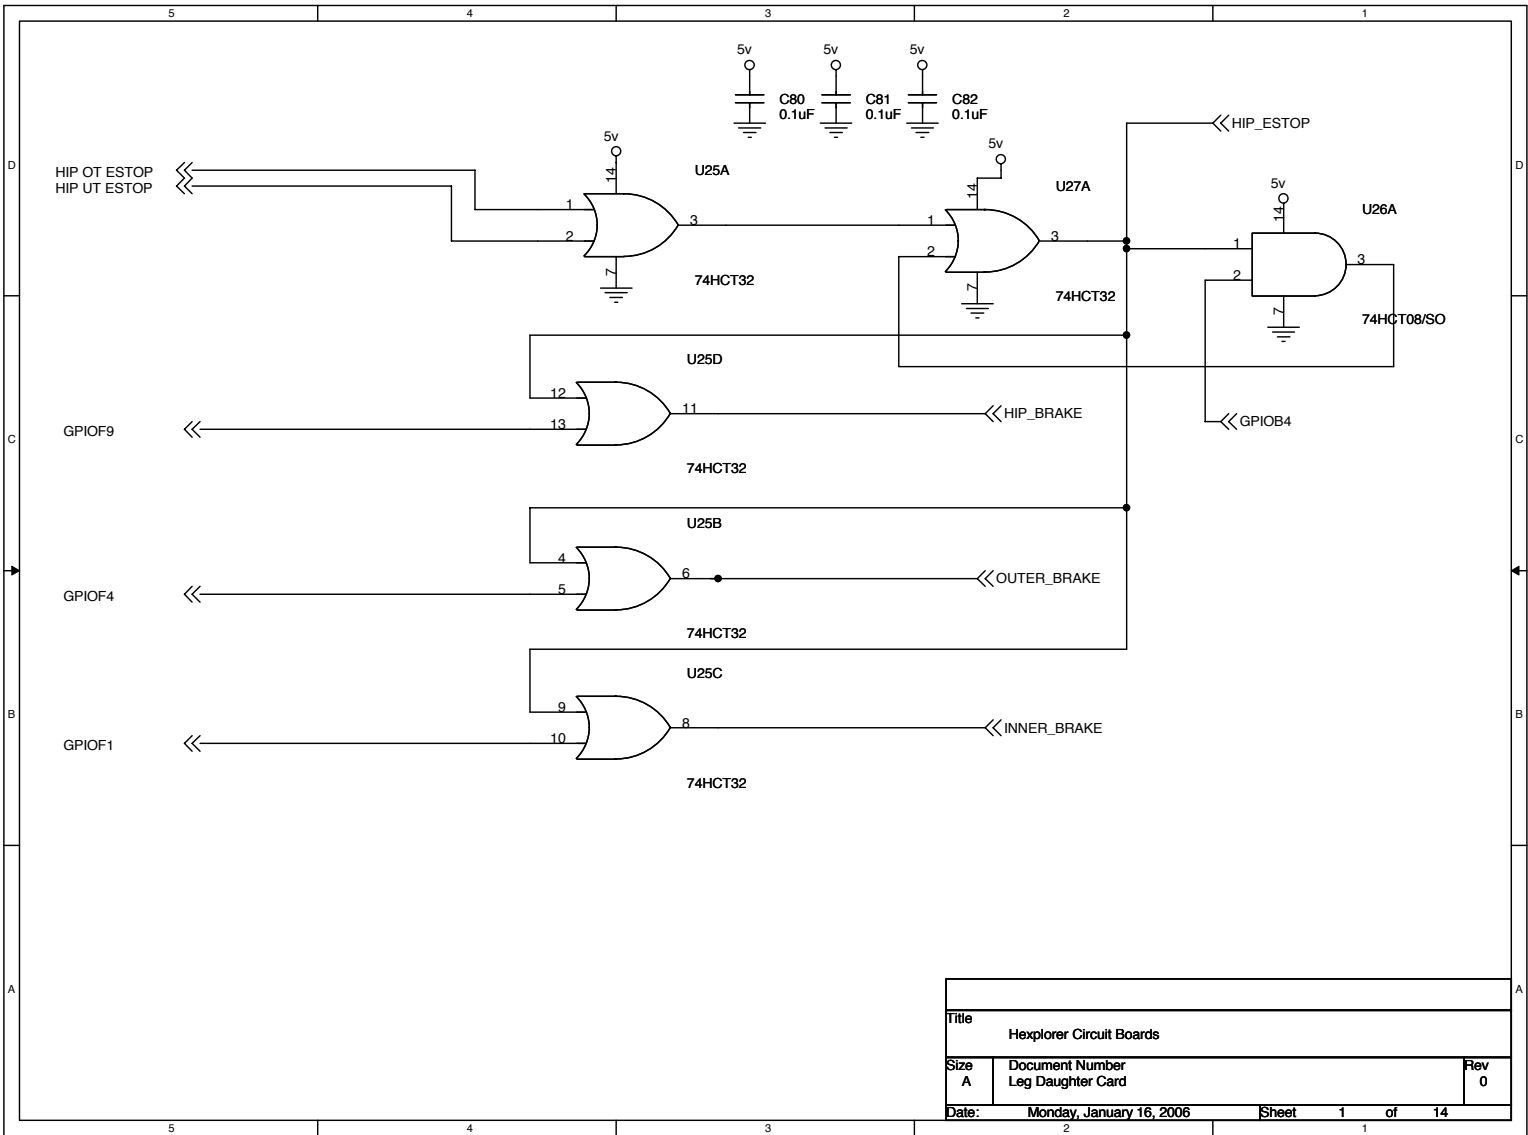 5 4 3 2 1
5v 5v 5v
C80 C81 C82
0.1uF 0.1uF 0.1uF
HIP_ESTOP
5v 5v
D D
HIP OT ESTOP 14 U25A
HIP UT ESTOP 14 U27A 5v
14 U26A
1 3 1
2 2 3 1 3
7 2
74HCT32 7 74HCT32
7 74HCT08/SO
U25D
12 11 HIP_BRAKE
GPIOF9 13 GPIOB4
C C
74HCT32
U25B
4 6 OUTER_BRAKE
GPIOF4 5
74HCT32
U25C
9 8 INNER_BRAKE
B B
GPIOF1 10
74HCT32
A A
Title
Hexplorer Circuit Boards
Size Document Number Rev
A Leg Daughter Card 0
Date: Monday, January 16, 2006 Sheet 1 of 14
5 4 3 2 1